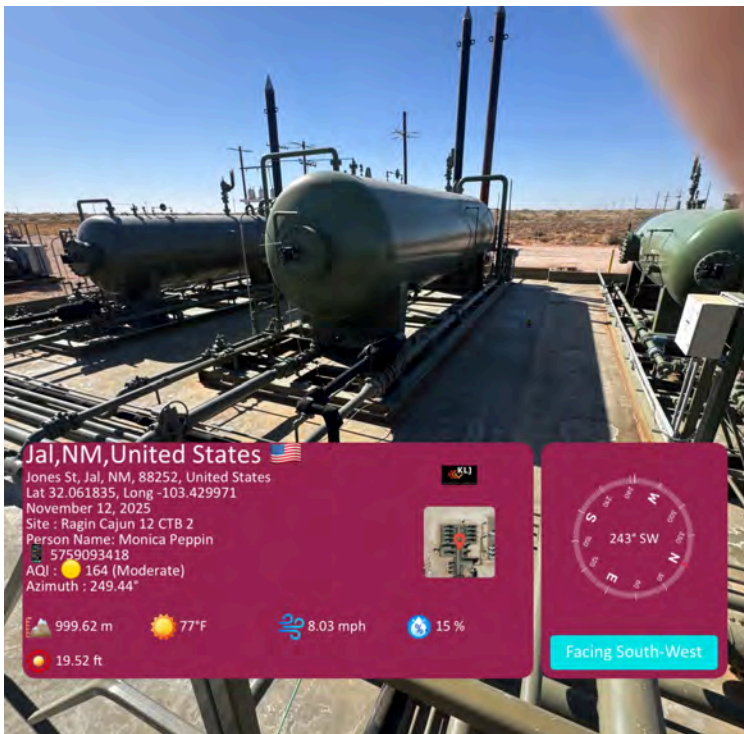 Jal,NM,United States
Jones St, Jal, NM, 88252, United States
Lat 32.061835, Long -103.429971
November 12, 2025
Site : Ragin Cajun 12 CTB 2
Person Name: Monica Peppin
5759093418
AQI : 164 (Moderate)
Azimuth : 249.44°
999.62 m
77°F
8.03 mph
15 %
19.52 ft
KLJ
243° SW
N
E
S
W
Facing South-West